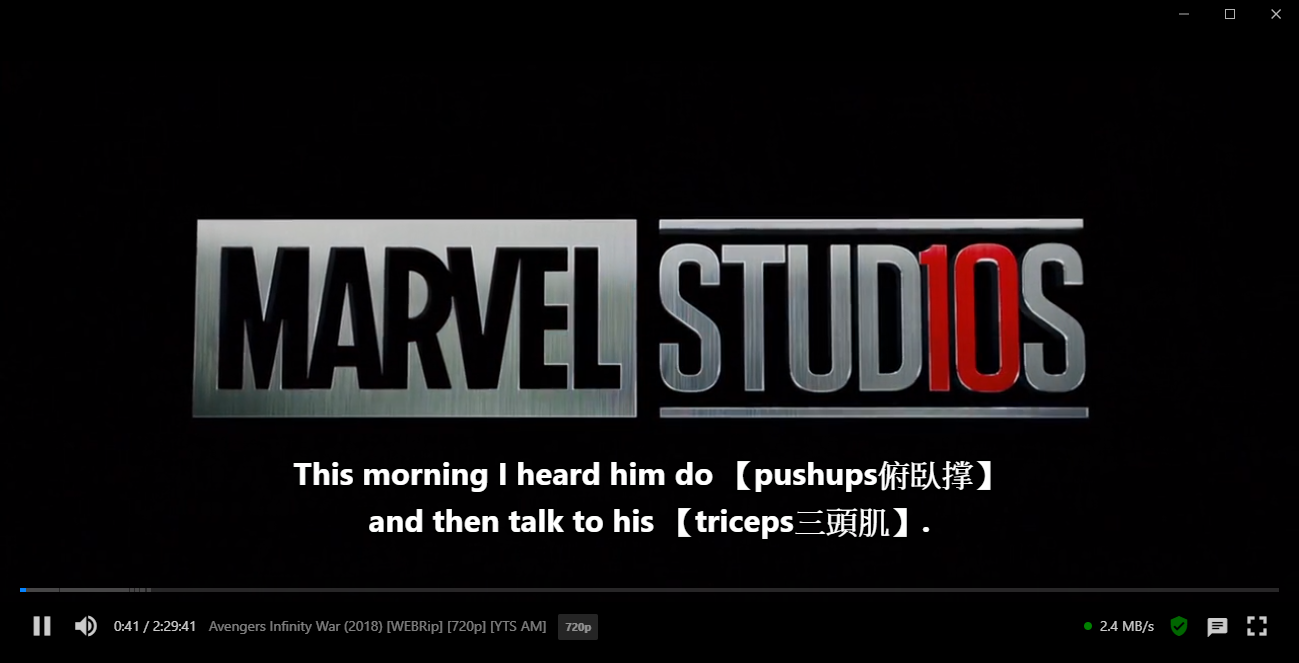 MARVEL STUD10S
This morning I heard him do 【pushups俯臥撐】
and then talk to his 【triceps三頭肌】.
0:41 / 2:29:41 Avengers Infinity War (2018) [WEBRip] [720p] [YTS AM] 720p 2.4 MB/s